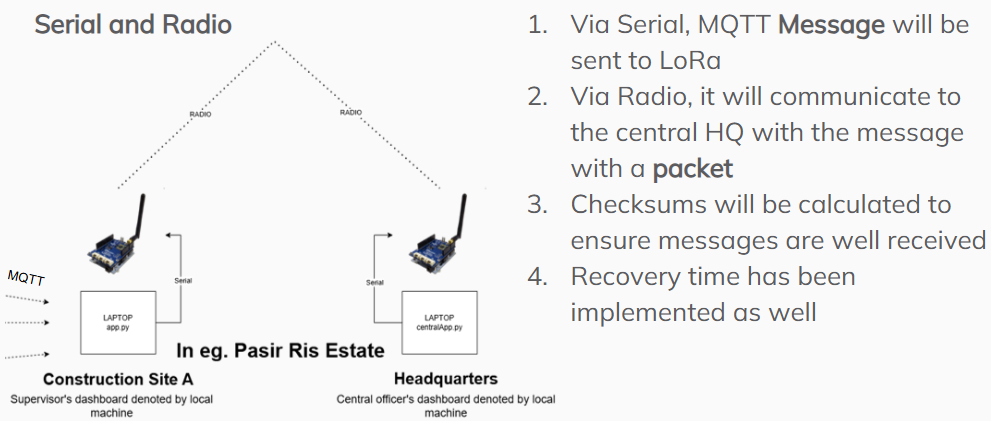 Serial and Radio
RADIO
RADIO
MQTT
Serial
Serial
LAPTOP
app.py
LAPTOP
centralApp.py
In eg. Pasir Ris Estate
Construction Site A
Supervisor's dashboard denoted by local
machine
Headquarters
Central officer's dashboard denoted by local
machine
1. Via Serial, MQTT Message will be
sent to LoRa
2. Via Radio, it will communicate to
the central HQ with the message
with a packet
3. Checksums will be calculated to
ensure messages are well received
4. Recovery time has been
implemented as well